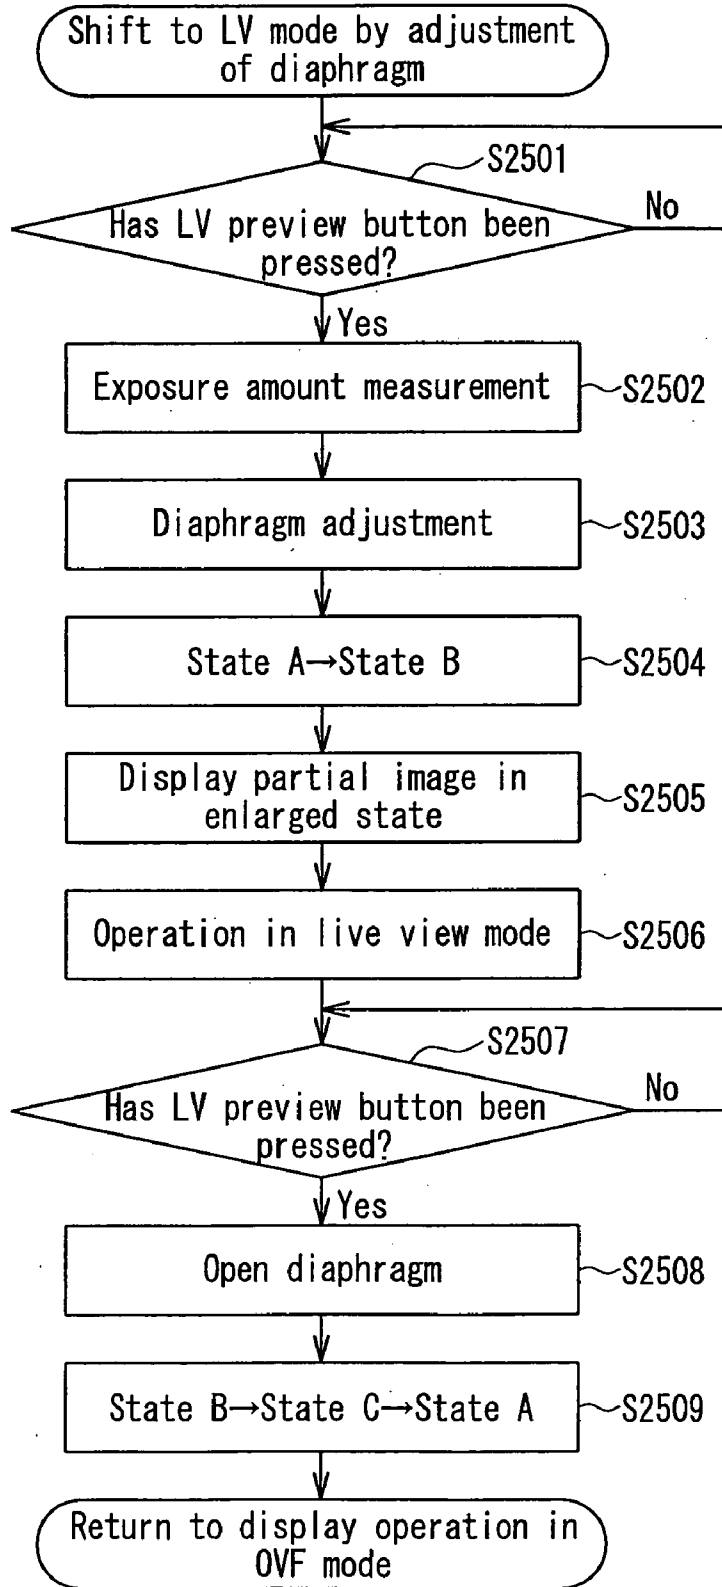 Shift to LV mode by adjustment
of diaphragm
S2501
Has LV preview button been
pressed?
No
Yes
Exposure amount measurement
S2502
Diaphragm adjustment
S2503
State A→State B
S2504
Display partial image in
enlarged state
S2505
Operation in live view mode
S2506
S2507
Has LV preview button been
pressed?
No
Yes
Open diaphragm
S2508
State B→State C→State A
S2509
Return to display operation in
OVF mode